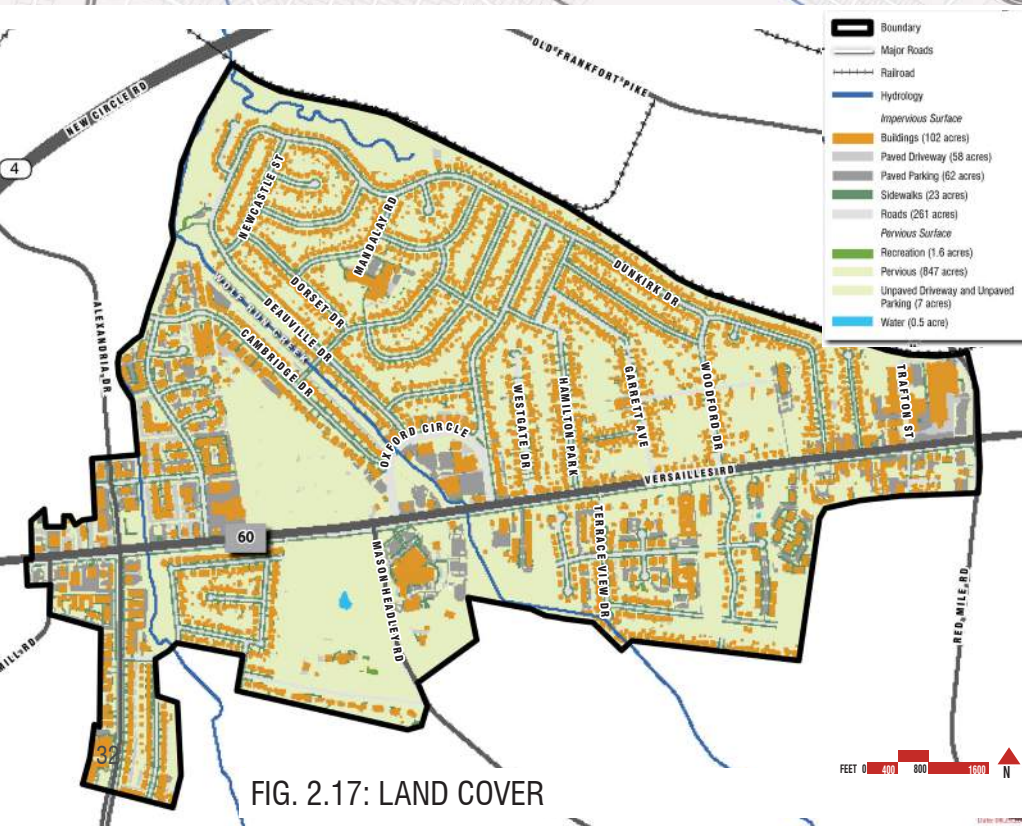 Boundary
Major Roads
Railroad
Hydrology
Impervious Surface
Buildings (102 acres)
Paved Driveway (58 acres)
Paved Parking (62 acres)
Sidewalks (23 acres)
Roads (261 acres)
Pervious Surface
Recreation (1.6 acres)
Pervious (847 acres)
Unpaved Driveway and Unpaved
Parking (7 acres)
Water (0.5 acre)
OLD FRANKFORT PIKE
NEW CIRCLE RD
4
NEWCASTLE ST
MANDALAY RD
DUNKIRK DR
DORSET DR
DEAUVILLE DR
WOLF RUN CREEK
CAMBRIDGE DR
ALEXANDRIA DR
OXFORD CIRCLE
WESTGATE DR
HAMILTON PARK
GARRETT AVE
WOODFORD DR
TRAFTON ST
VERSAILLES RD
60
MASON HEADLEY RD
TERRACE VIEW DR
RED MILE RD
MILL RD
32
FEET 0 400 800 1600 N
FIG. 2.17: LAND COVER